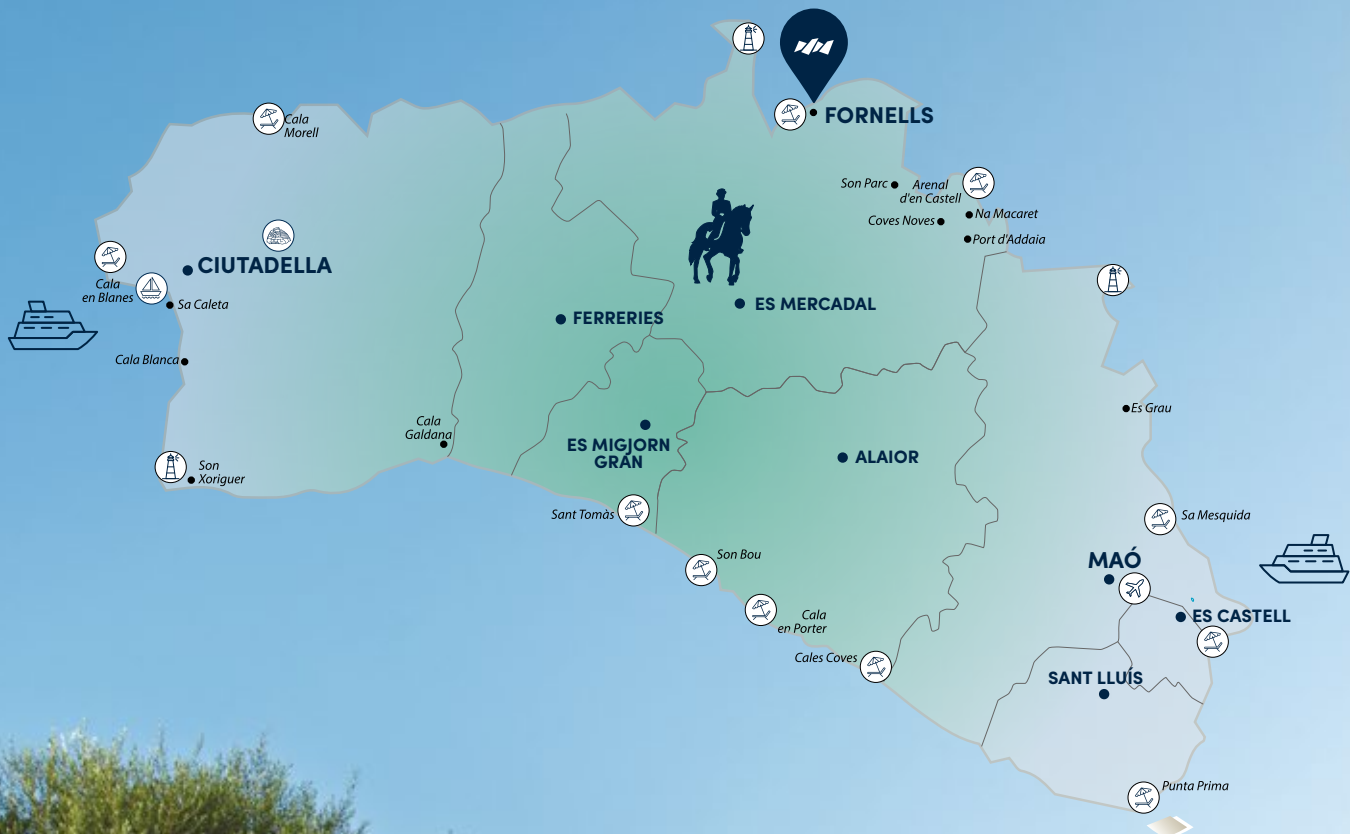 FORNELLS
Cala
Morell
Son Parc
Arenal
d'en Castell
Coves Noves
Na Macaret
Port d'Addaia
CIUTADELLA
Cala
en Blanes
Sa Caleta
ES MERCADAL
FERRERIES
Cala Blanca
Es Grau
Cala
Galdana
ES MIGJORN
GRAN
ALAIOR
Son
Xoriguer
Sant Tomàs
Sa Mesquida
Son Bou
MAÓ
Cala
en Porter
ES CASTELL
Cales Coves
SANT LLUÍS
Punta Prima